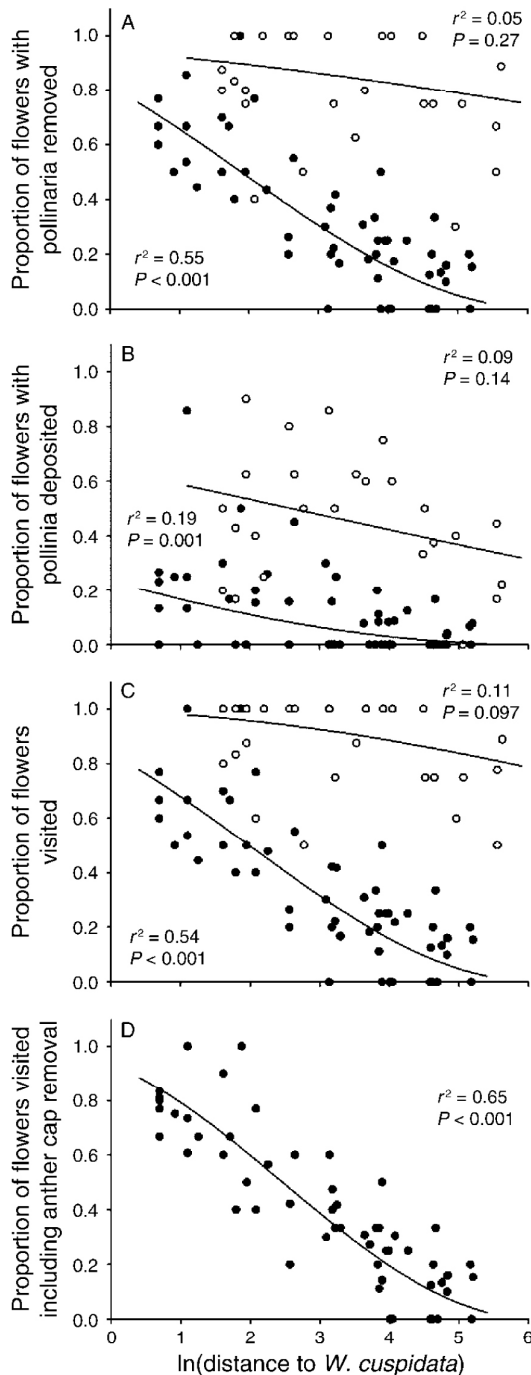 A
r² = 0.05
P = 0.27
Proportion of flowers with
pollinaria removed
1.0
0.8
0.6
0.4
0.2
0.0
r² = 0.55
P < 0.001
B
r² = 0.09
P = 0.14
Proportion of flowers with
pollinia deposited
1.0
0.8
0.6
0.4
0.2
0.0
r² = 0.19
P = 0.001
C
r² = 0.11
P = 0.097
Proportion of flowers
visited
1.0
0.8
0.6
0.4
0.2
0.0
r² = 0.54
P < 0.001
D
r² = 0.65
P < 0.001
Proportion of flowers visited
including anther cap removal
1.0
0.8
0.6
0.4
0.2
0.0
0 1 2 3 4 5 6
ln(distance to W. cuspidata)